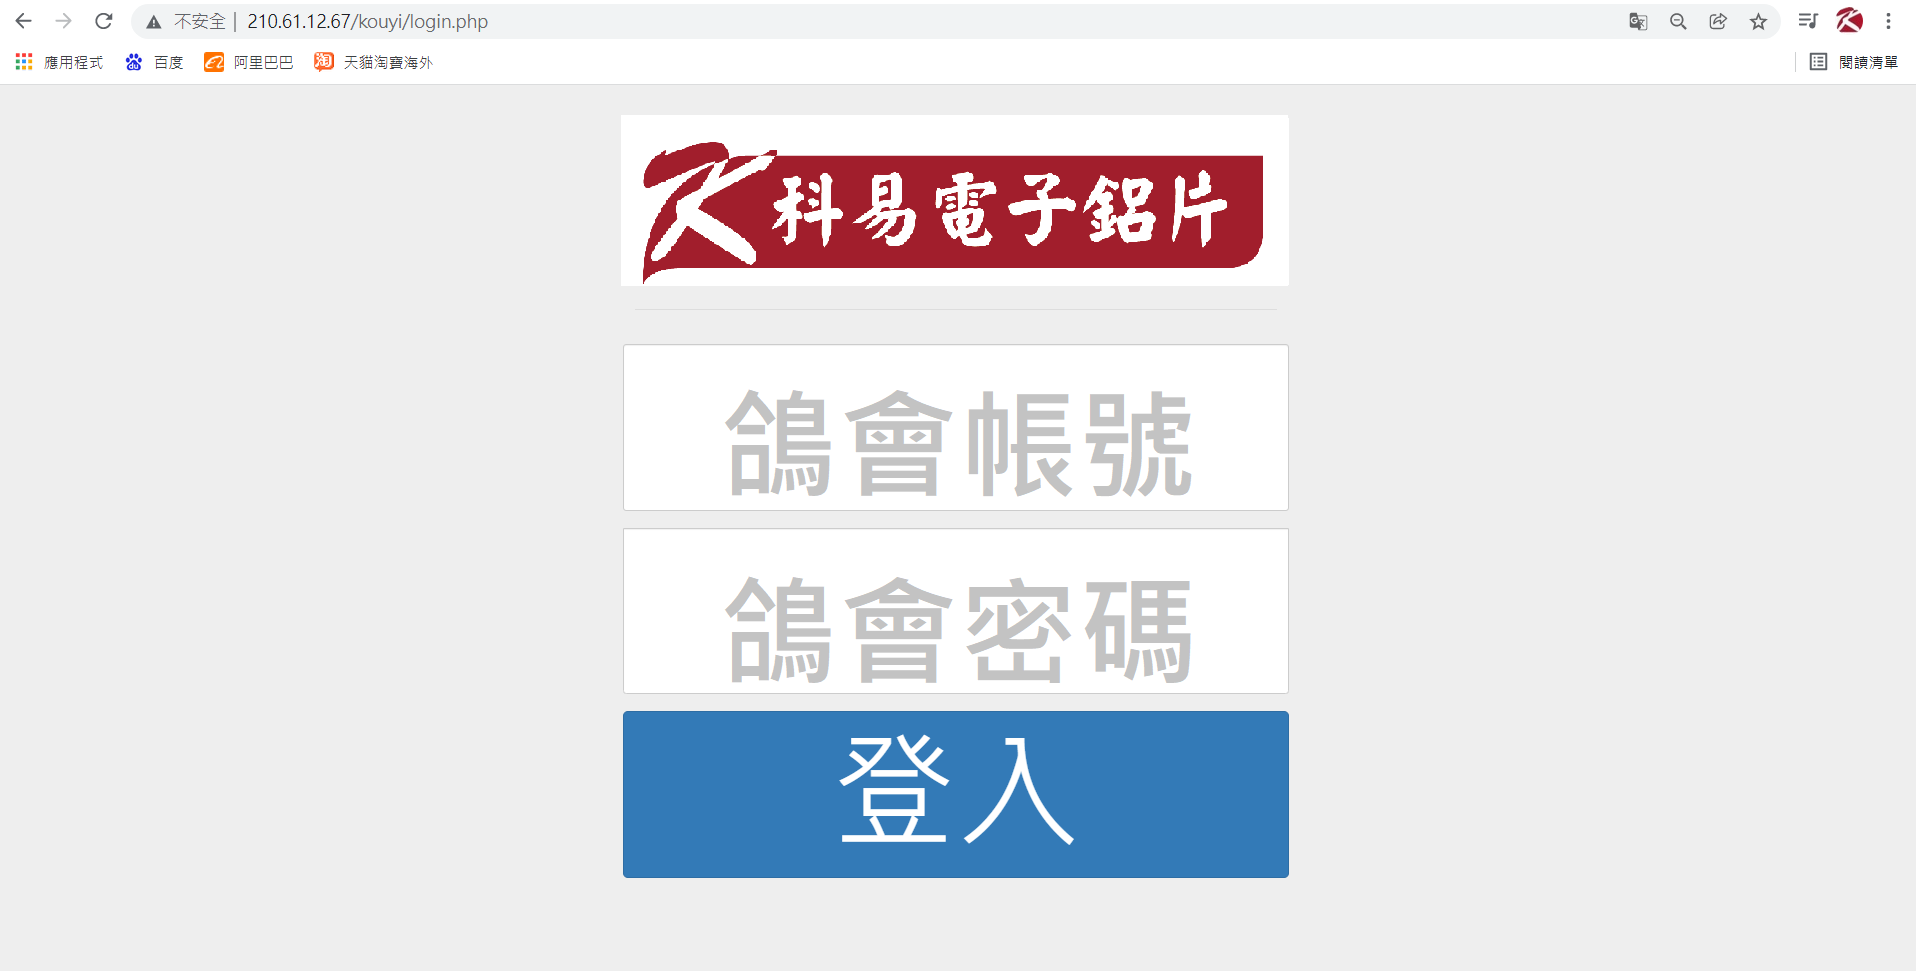 不安全 | 210.61.12.67/kouyi/login.php
應用程式 百度 阿里巴巴 淘 天貓淘寶海外 閱讀清單
K 科易電子鋁片
鴿會帳號
鴿會密碼
登入